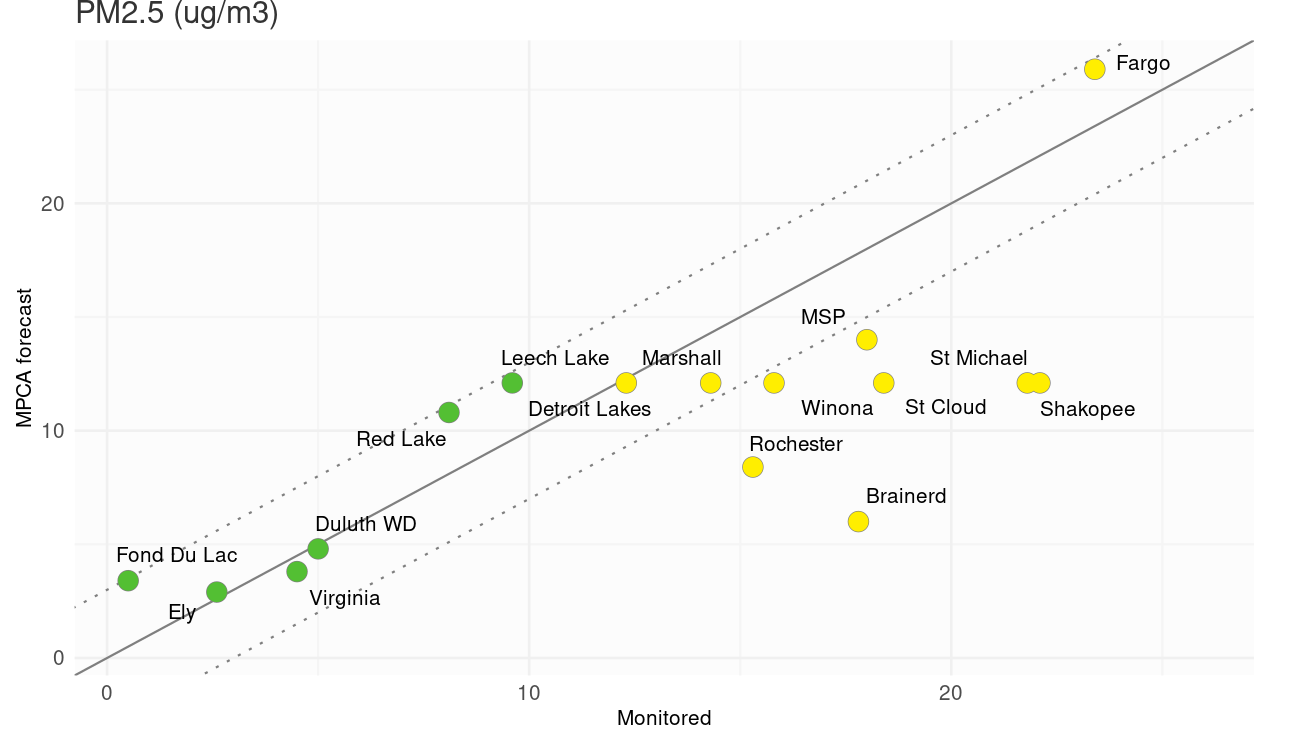 PM2.5 (ug/m3)
Fargo
20
MSP
Leech Lake
Marshall
St Michael
Detroit Lakes
Winona
St Cloud
Shakopee
MPCA forecast
10
Red Lake
Rochester
Brainerd
Duluth WD
Fond Du Lac
Virginia
Ely
0
0
10
20
Monitored